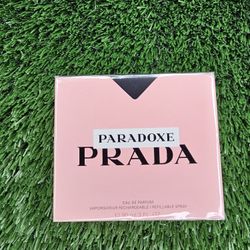 PARADOXE
PRADA
EAU DE PARFUM
VAPORISATEUR RECHARGEABLE / REFILLABLE SPRAY